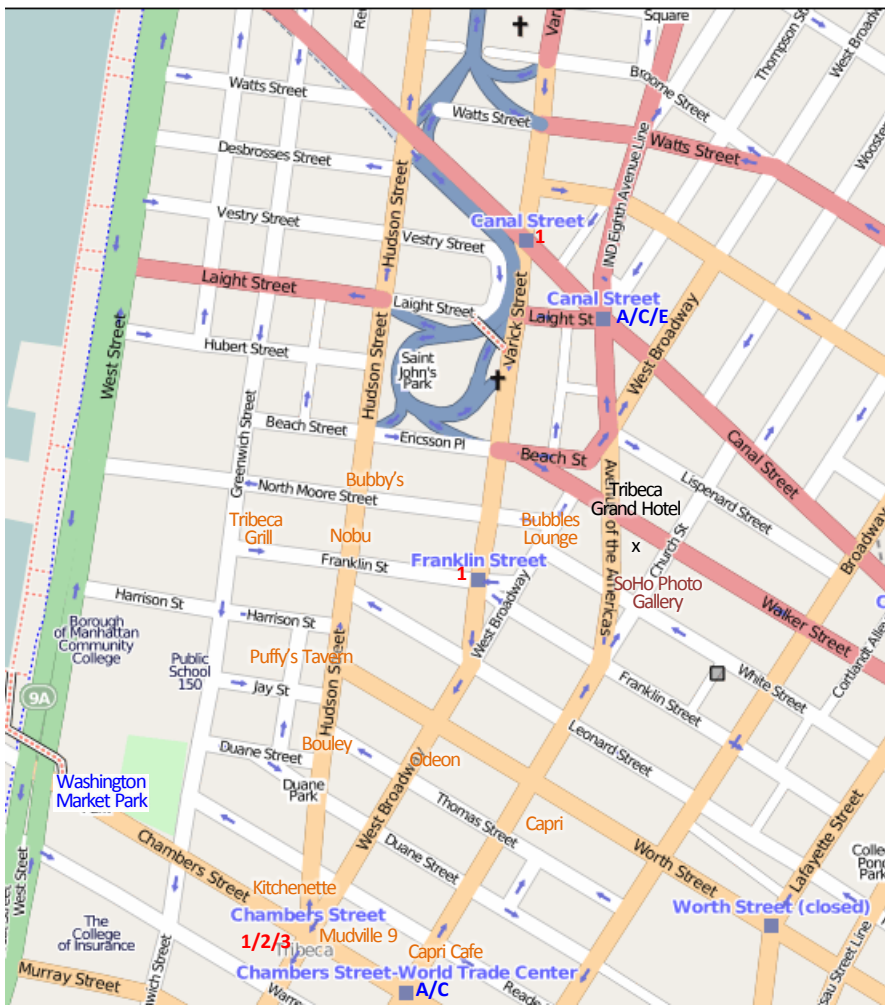 Square
Thompson St
West Broadway
Broome Street
Watts Street
Watts Street
Watts Street
Wooster
Desbrosses Street
Hudson Street
IND Eighth Avenue Line
Vestry Street
Canal Street
1
Vestry Street
Laight Street
Canal Street
A/C/E
Laight Street
Laight St
Varick Street
West Broadway
West Street
Hubert Street
Saint
John's
Park
Hudson Street
Greenwich Street
Beach Street
Ericsson Pl
Beach St
Canal Street
Bubby's
Avenue of the Americas
Tribeca
Grand Hotel
Lispenard Street
North Moore Street
Tribeca
Grill
Nobu
Bubbles
Lounge
x
Church St
Broadway
Franklin Street
1
Franklin St
SoHo Photo
Gallery
Harrison St
Harrison St
West Broadway
Walker Street
Cortlandt Alley
Borough
of Manhattan
Community
College
Public
School
150
Puffy's Tavern
Hudson Street
White Street
Franklin Street
9A
Jay St
Leonard Street
Bouley
Odeon
Duane Street
Duane
Park
West Broadway
Washington
Market Park
Thomas Street
Capri
Lafayette Street
Chambers Street
Duane Street
Worth Street
Kitchenette
Chambers Street
1/2/3
Mudville 9
Tribeca
Worth Street (closed)
West Street
The
College
of Insurance
Capri Cafe
Chambers Street-World Trade Center
A/C
Murray Street